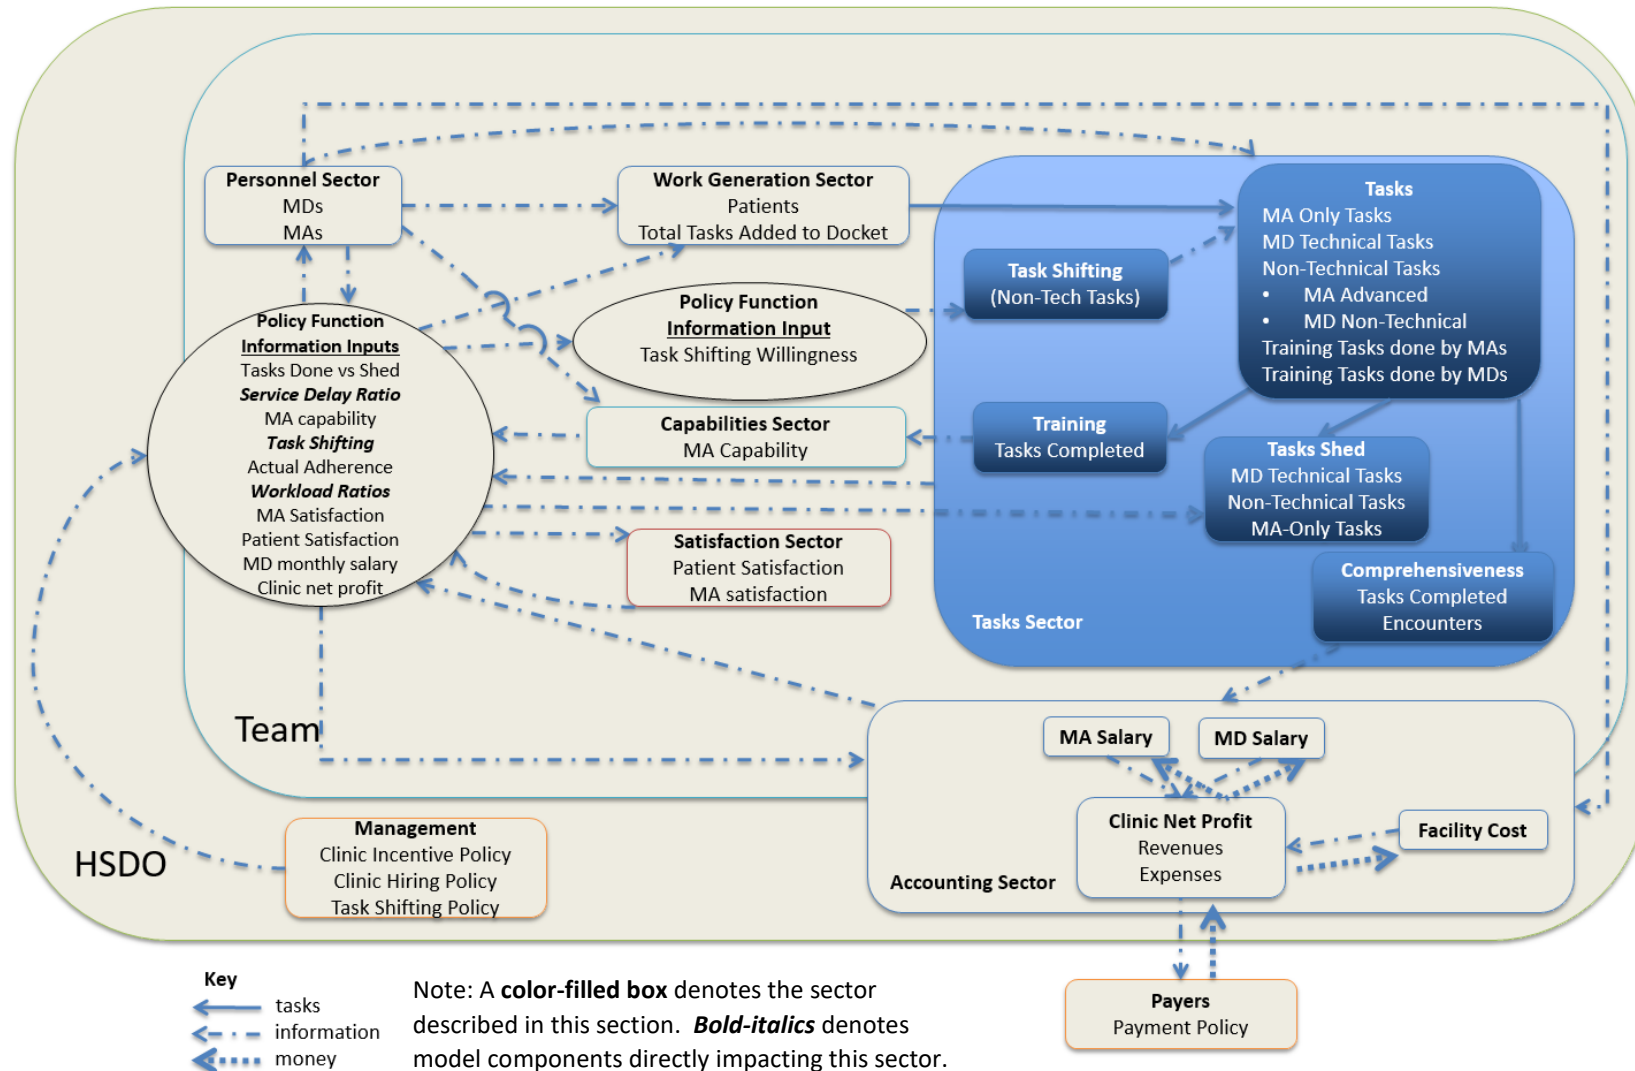 Personnel Sector
MDs
MAs
Work Generation Sector
Patients
Total Tasks Added to Docket
Tasks
MA Only Tasks
MD Technical Tasks
Non-Technical Tasks
• MA Advanced
• MD Non-Technical
Training Tasks done by MAs
Training Tasks done by MDs
Task Shifting
(Non-Tech Tasks)
Policy Function
Information Input
Task Shifting Willingness
Policy Function
Information Inputs
Tasks Done vs Shed
Service Delay Ratio
MA capability
Task Shifting
Actual Adherence
Workload Ratios
MA Satisfaction
Patient Satisfaction
MD monthly salary
Clinic net profit
Capabilities Sector
MA Capability
Training
Tasks Completed
Tasks Shed
MD Technical Tasks
Non-Technical Tasks
MA-Only Tasks
Satisfaction Sector
Patient Satisfaction
MA satisfaction
Comprehensiveness
Tasks Completed
Encounters
Tasks Sector
Team
MA Salary
MD Salary
Clinic Net Profit
Revenues
Expenses
Facility Cost
Accounting Sector
Management
Clinic Incentive Policy
Clinic Hiring Policy
Task Shifting Policy
HSDO
Payers
Payment Policy
Key
tasks
information
money
Note: A color-filled box denotes the sector
described in this section. Bold-italics denotes
model components directly impacting this sector.